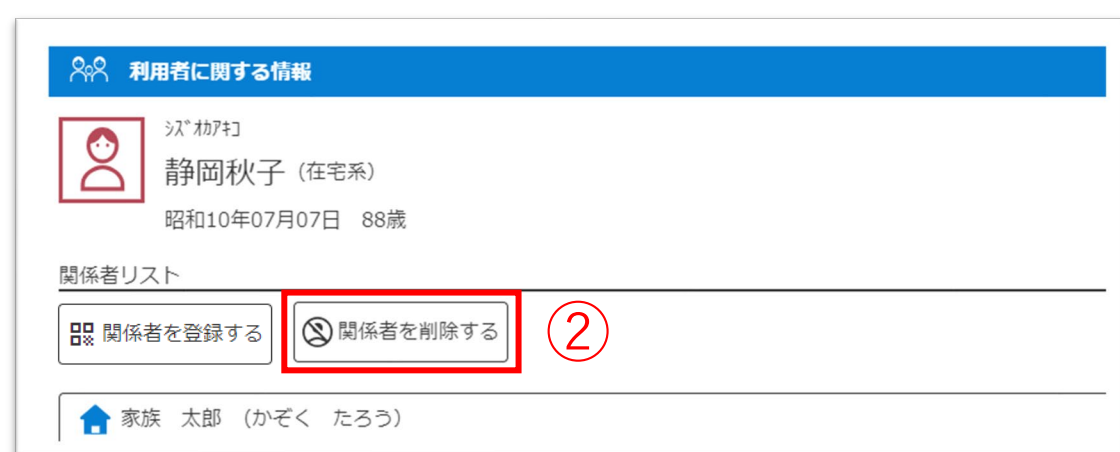 利用者に関する情報
ｼｽﾞｵｶｱｷｺ
静岡秋子（在宅系）
昭和10年07月07日　88歳
関係者リスト
関係者を登録する
関係者を削除する
②
家族　太郎　（かぞく　たろう）